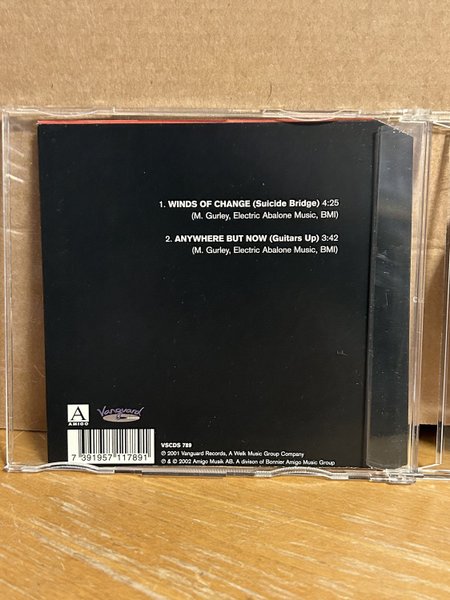 1. WINDS OF CHANGE (Suicide Bridge) 4:25
(M. Gurley, Electric Abalone Music, BMI)
2. ANYWHERE BUT NOW (Guitars Up) 3:42
(M. Gurley, Electric Abalone Music, BMI)
A
AMIGO
Vanguard
7 391957 117891
VSCDS 789
℗ 2001 Vanguard Records, A Welk Music Group Company
℗ & © 2002 Amigo Musik AB. A divison of Bonnier Amigo Music Group